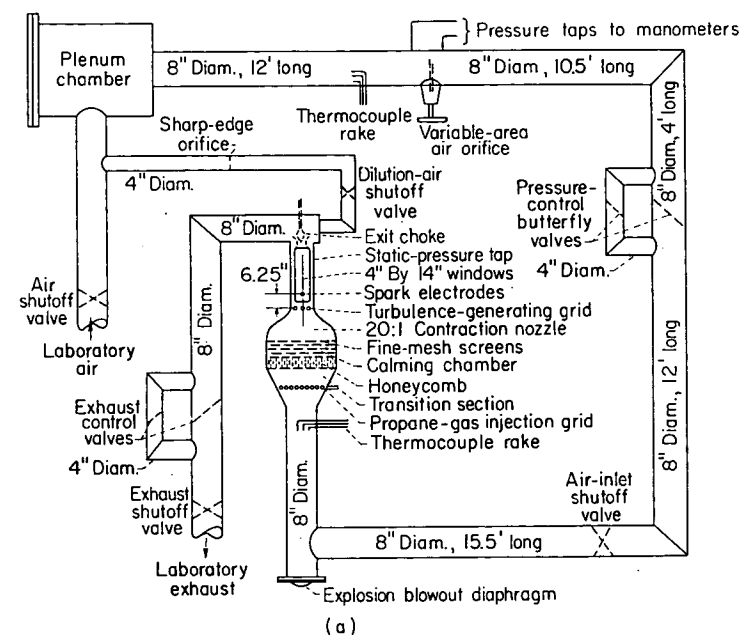 Pressure taps to manometers
Plenum
chamber
8" Diam., 12' long
8" Diam, 10.5' long
Thermocouple
rake
Variable-area
air orifice
8" Diam, 4' long
Sharp-edge
orifice
4" Diam.
Dilution-air
shutoff
valve
Pressure-
control
butterfly
valves
4" Diam.
8" Diam.
Exit choke
Static-pressure tap
4" By 14" windows
6.25"
Spark electrodes
Turbulence-generating grid
20:1 Contraction nozzle
Fine-mesh screens
Calming chamber
Honeycomb
Transition section
Propane-gas injection grid
Thermocouple rake
Air
shutoff
valve
Laboratory
air
8" Diam.
Exhaust
control
valves
4" Diam.
Exhaust
shutoff
valve
Laboratory
exhaust
8" Diam.
8" Diam., 12' long
Air-inlet
shutoff
valve
8" Diam., 15.5' long
Explosion blowout diaphragm
(a)